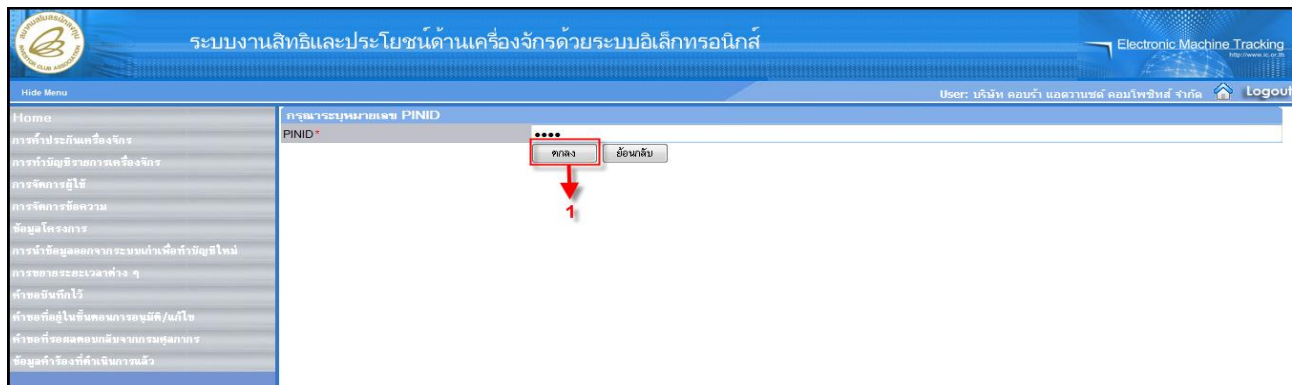 ระบบงานสิทธิและประโยชน์ด้านเครื่องจักรด้วยระบบอิเล็กทรอนิกส์
Electronic Machine Tracking
Hide Menu
User: บริษัท คอบร้า แอดวานซด์ คอมโพซิทส์ จำกัด Logout
Home
การค้ำประกันเครื่องจักร
การทำบัญชีรายการเครื่องจักร
การจัดการผู้ใช้
การจัดการข้อความ
ข้อมูลโครงการ
การนำข้อมูลออกจากระบบเก่าเพื่อทำบัญชีใหม่
การขยายระยะเวลาต่าง ๆ
คำขอบันทึกไว้
คำขอที่อยู่ในขั้นตอนการอนุมัติ/แก้ไข
คำขอที่รอผลตอบกลับจากกรมศุลกากร
ข้อมูลคำร้องที่ดำเนินการแล้ว
กรุณาระบุหมายเลข PINID
PINID* ••••
ตกลง ย้อนกลับ
1